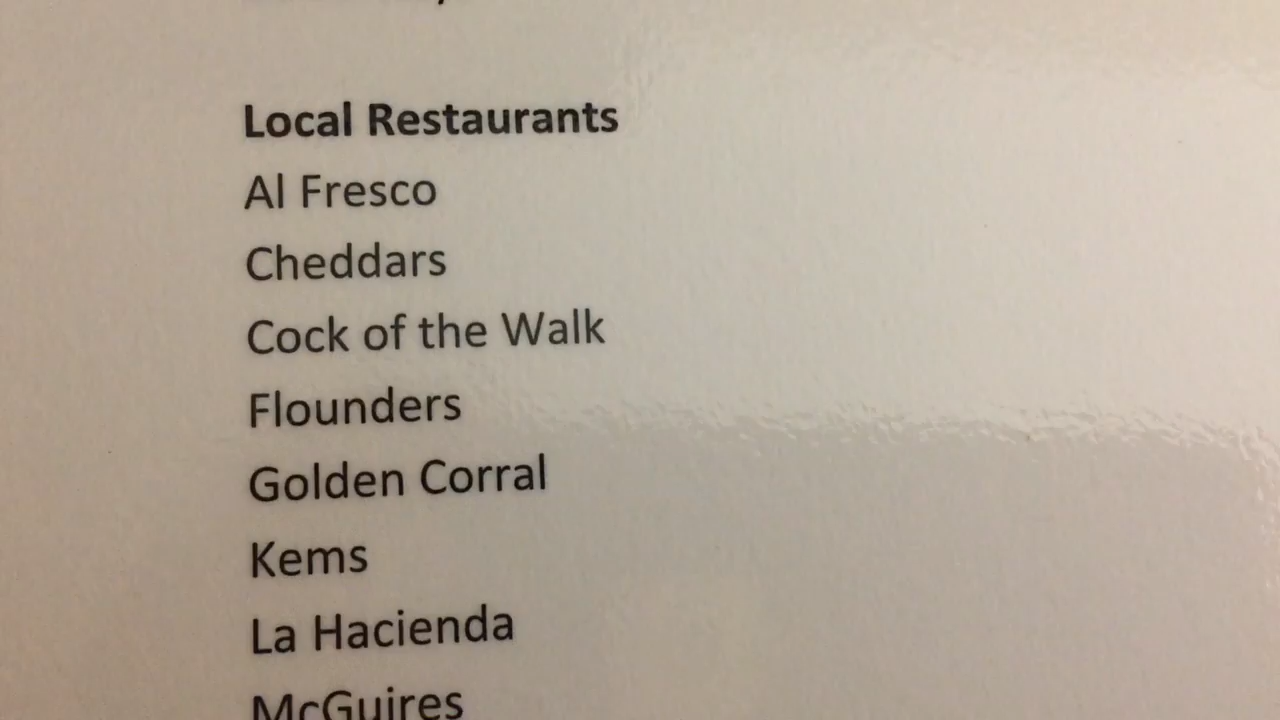 Local Restaurants
Al Fresco
Cheddars
Cock of the Walk
Flounders
Golden Corral
Kems
La Hacienda
McGuires